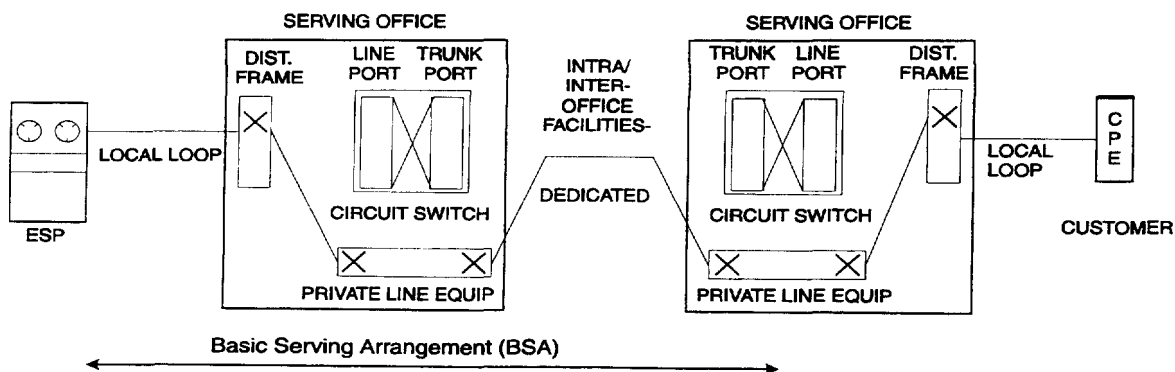 SERVING OFFICE
DIST.
FRAME
LINE
PORT
TRUNK
PORT
ESP
LOCAL LOOP
CIRCUIT SWITCH
PRIVATE LINE EQUIP
INTRA/
INTER-
OFFICE
FACILITIES-
DEDICATED
SERVING OFFICE
TRUNK
PORT
LINE
PORT
DIST.
FRAME
CIRCUIT SWITCH
PRIVATE LINE EQUIP
LOCAL
LOOP
C
P
E
CUSTOMER
Basic Serving Arrangement (BSA)